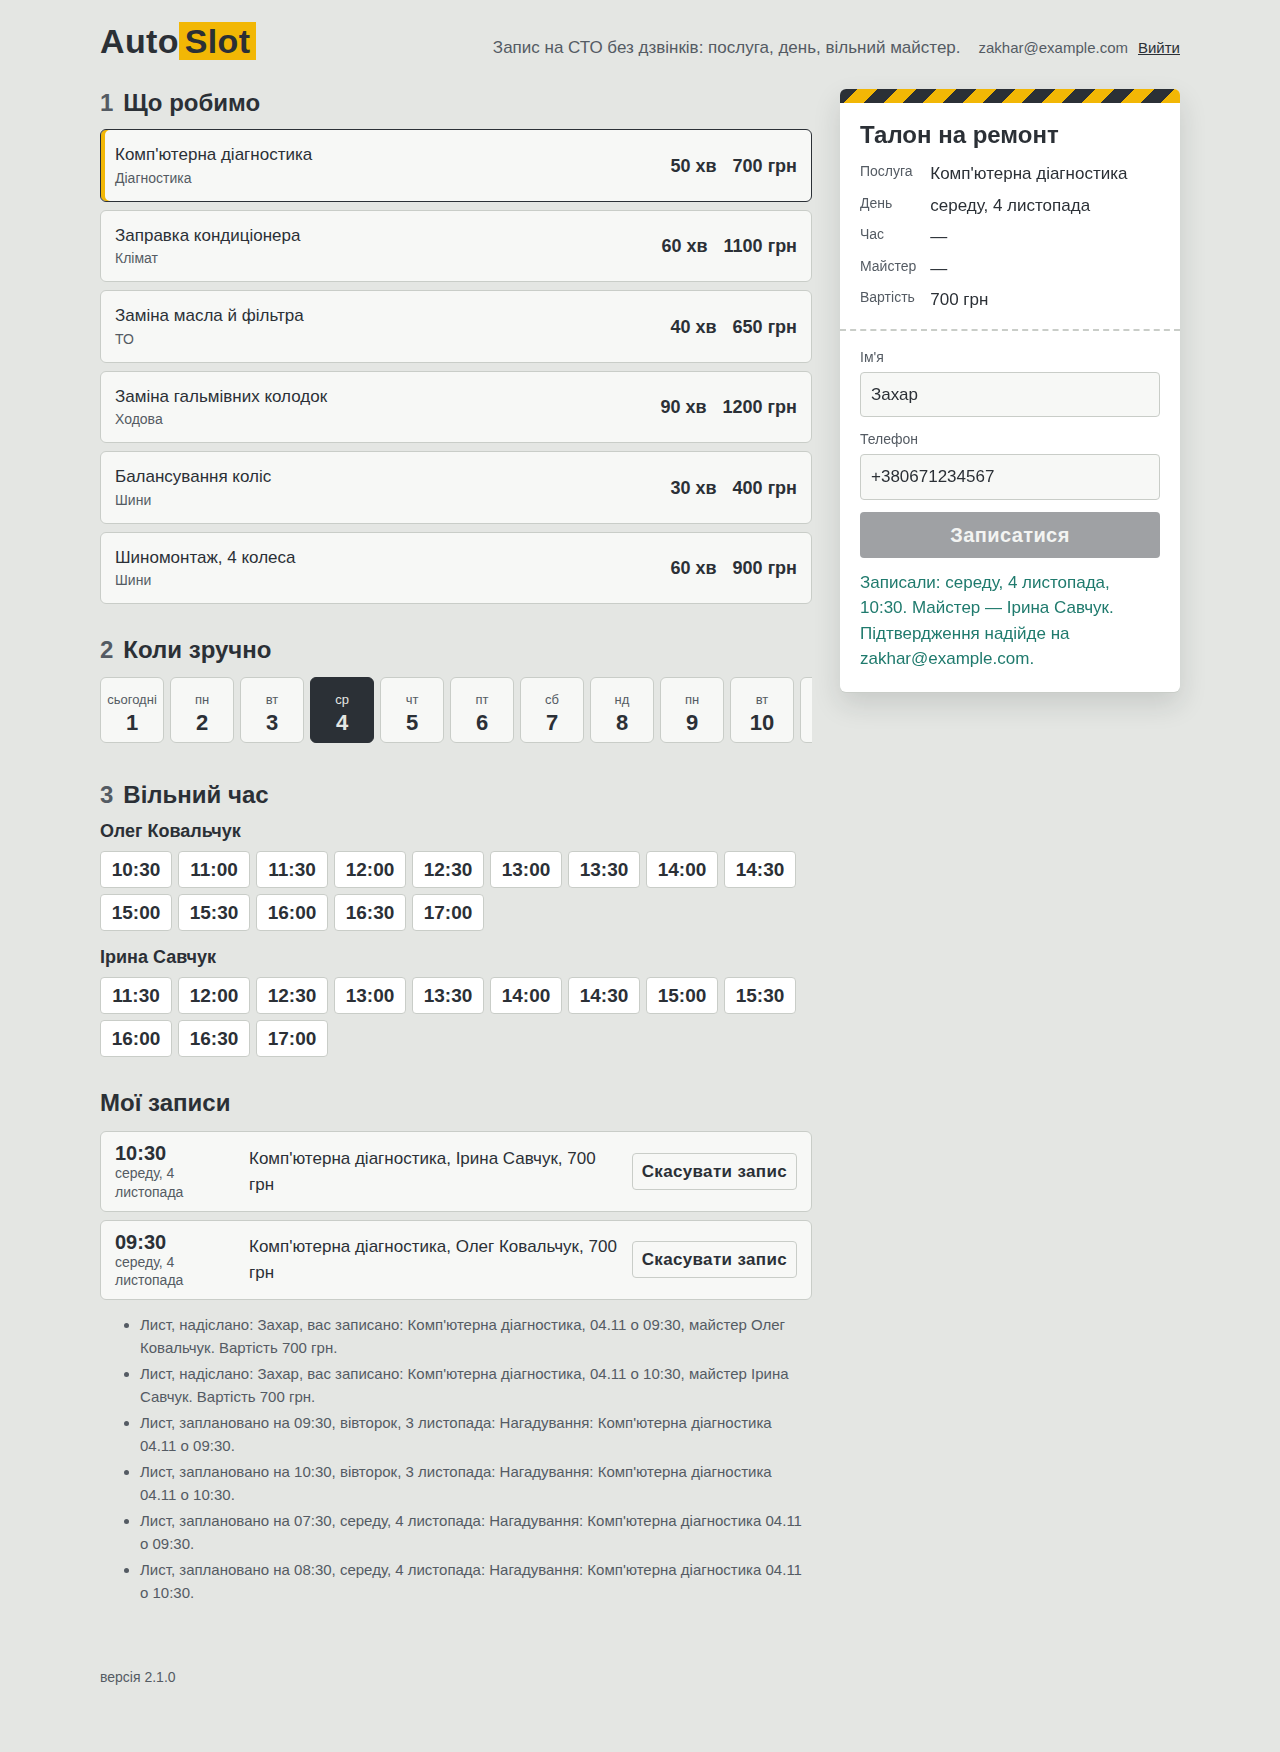 AutoSlot
Запис на СТО без дзвінків: послуга, день, вільний майстер. zakhar@example.com Вийти
1 Що робимо
Комп'ютерна діагностика
Діагностика
50 хв 700 грн
Заправка кондиціонера
Клімат
60 хв 1100 грн
Заміна масла й фільтра
ТО
40 хв 650 грн
Заміна гальмівних колодок
Ходова
90 хв 1200 грн
Балансування коліс
Шини
30 хв 400 грн
Шиномонтаж, 4 колеса
Шини
60 хв 900 грн
2 Коли зручно
сьогодні пн вт ср чт пт сб нд пн вт
1 2 3 4 5 6 7 8 9 10
3 Вільний час
Олег Ковальчук
10:30 11:00 11:30 12:00 12:30 13:00 13:30 14:00 14:30
15:00 15:30 16:00 16:30 17:00
Ірина Савчук
11:30 12:00 12:30 13:00 13:30 14:00 14:30 15:00 15:30
16:00 16:30 17:00
Мої записи
10:30
середу, 4
листопада
Комп'ютерна діагностика, Ірина Савчук, 700
грн
Скасувати запис
09:30
середу, 4
листопада
Комп'ютерна діагностика, Олег Ковальчук, 700
грн
Скасувати запис
Лист, надіслано: Захар, вас записано: Комп'ютерна діагностика, 04.11 о 09:30, майстер Олег
Ковальчук. Вартість 700 грн.
Лист, надіслано: Захар, вас записано: Комп'ютерна діагностика, 04.11 о 10:30, майстер Ірина
Савчук. Вартість 700 грн.
Лист, заплановано на 09:30, вівторок, 3 листопада: Нагадування: Комп'ютерна діагностика
04.11 о 09:30.
Лист, заплановано на 10:30, вівторок, 3 листопада: Нагадування: Комп'ютерна діагностика
04.11 о 10:30.
Лист, заплановано на 07:30, середу, 4 листопада: Нагадування: Комп'ютерна діагностика 04.11
о 09:30.
Лист, заплановано на 08:30, середу, 4 листопада: Нагадування: Комп'ютерна діагностика 04.11
о 10:30.
Талон на ремонт
Послуга Комп'ютерна діагностика
День середу, 4 листопада
Час —
Майстер —
Вартість 700 грн
Ім'я
Захар
Телефон
+380671234567
Записатися
Записали: середу, 4 листопада,
10:30. Майстер — Ірина Савчук.
Підтвердження надійде на
zakhar@example.com.
версія 2.1.0